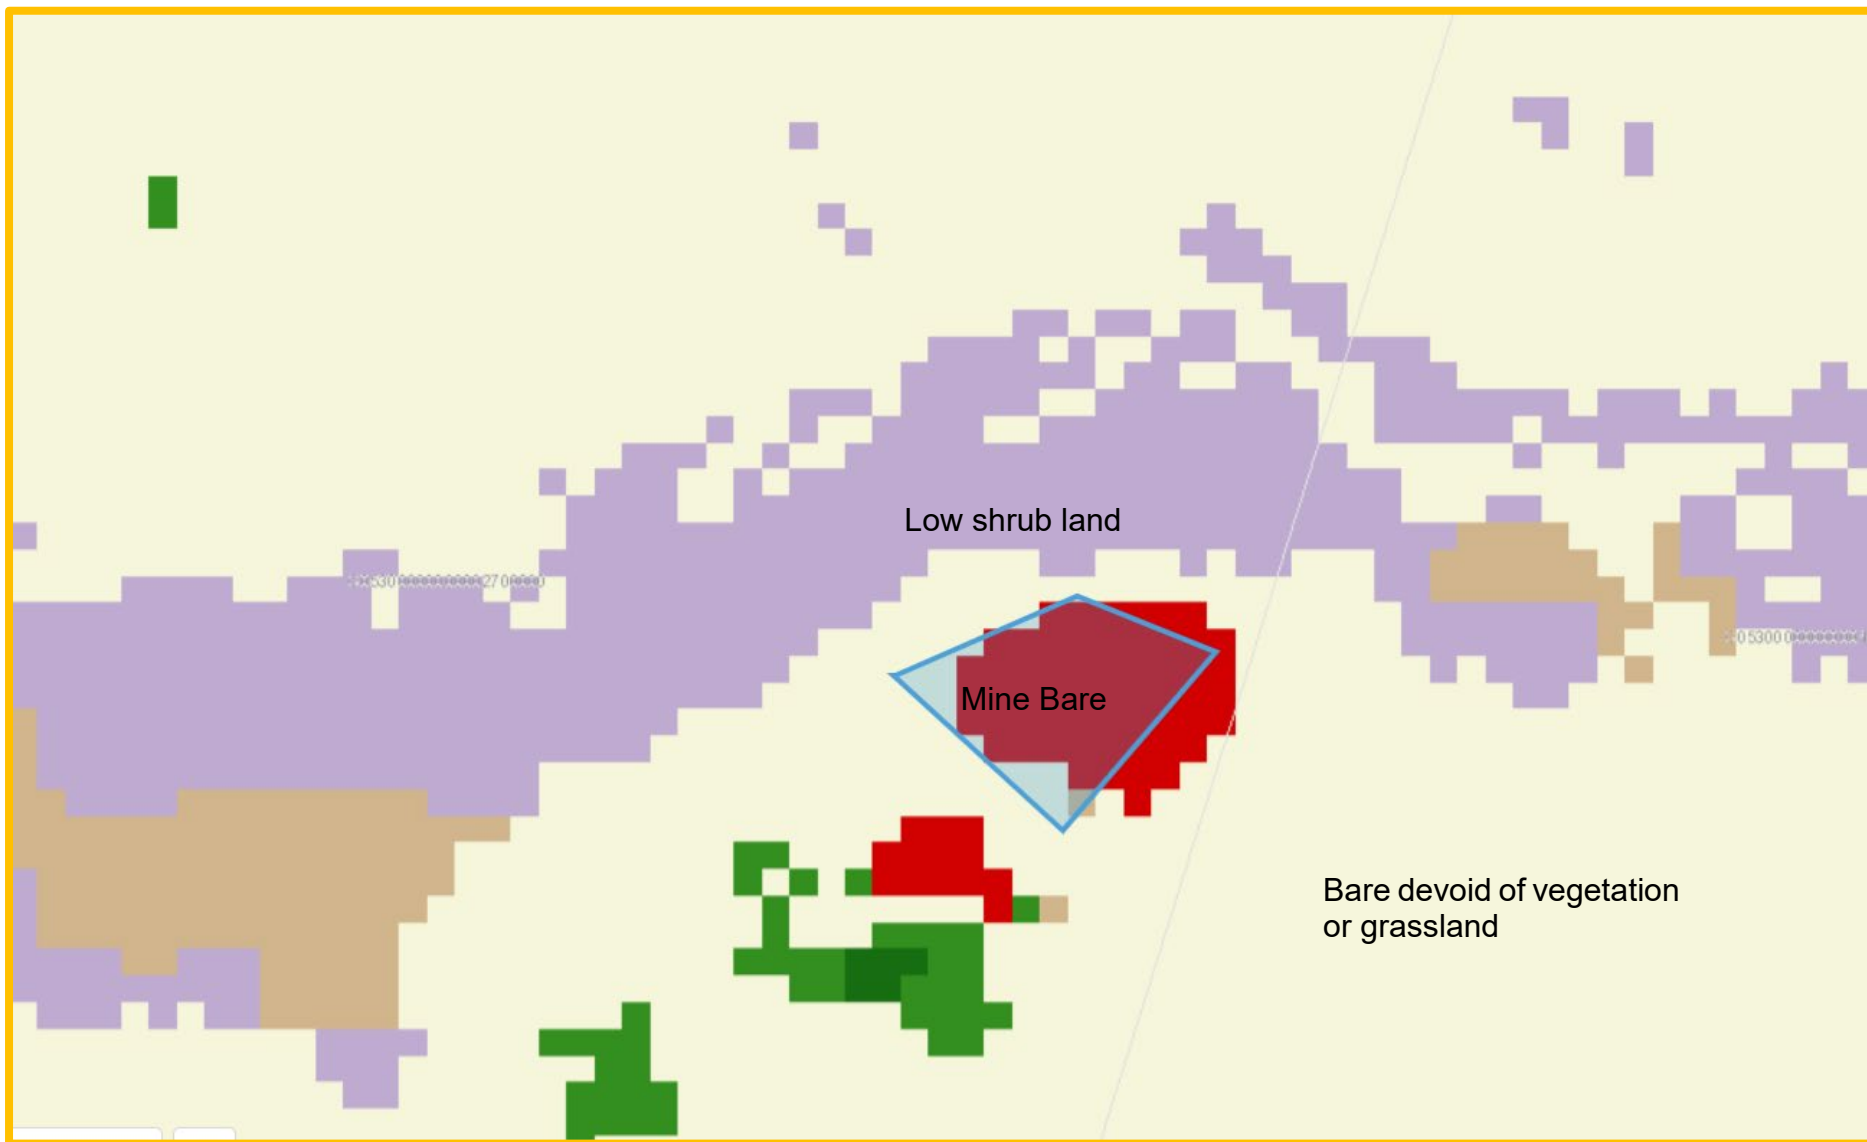 Low shrub land
Mine Bare
Bare devoid of vegetation
or grassland